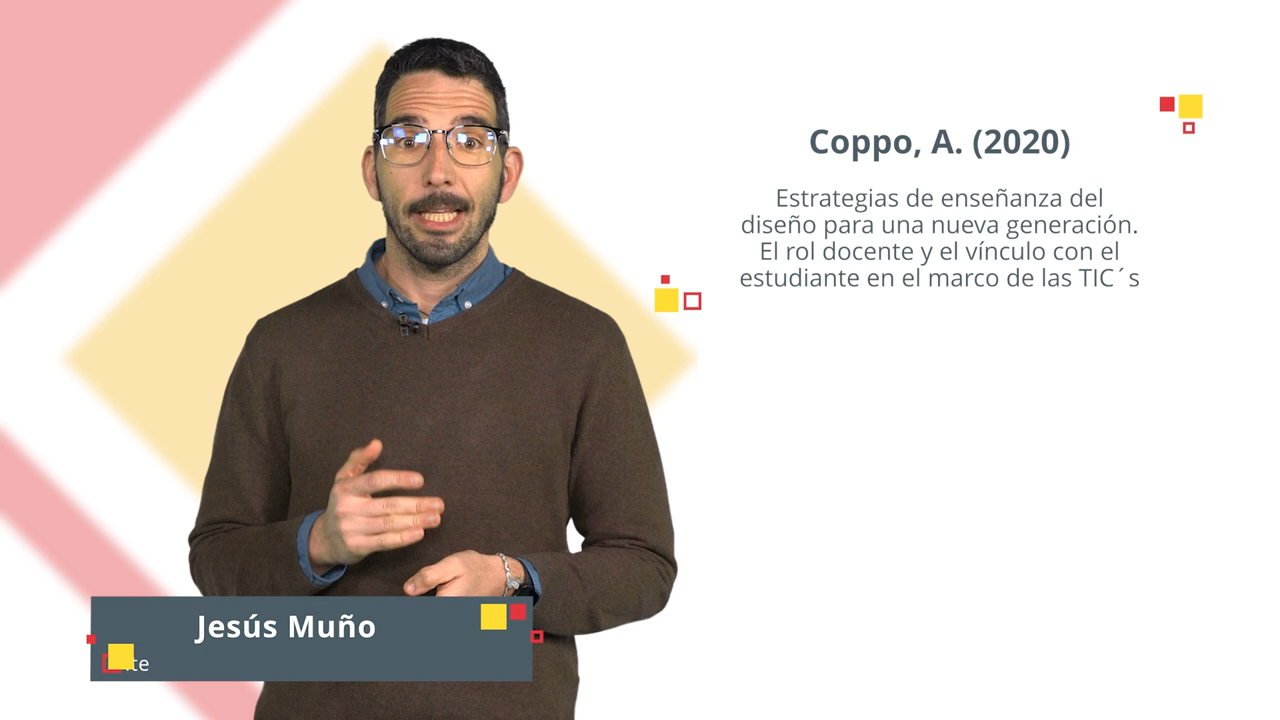 Coppo, A. (2020)
Estrategias de enseñanza del
diseño para una nueva generación.
El rol docente y el vínculo con el
estudiante en el marco de las TIC´s
Jesús Muño